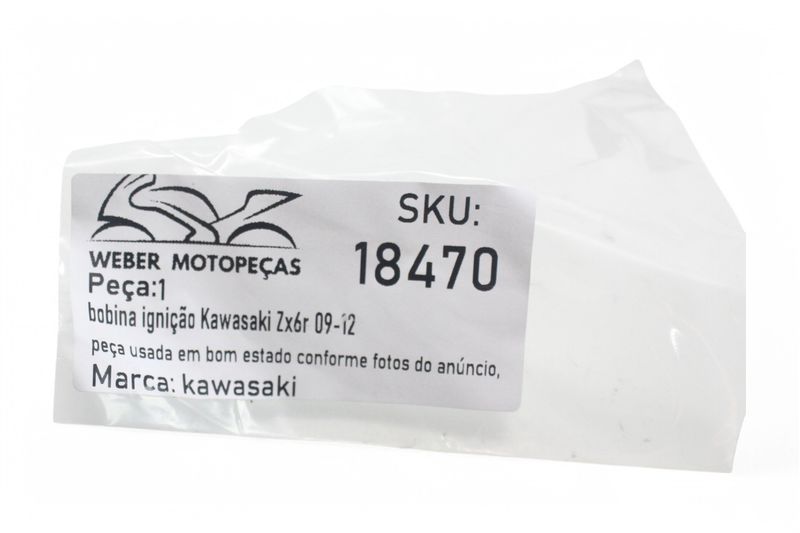 SKU:
18470
WEBER MOTOPEÇAS
Peça:1
bobina ignição Kawasaki Zx6r 09-12
peça usada em bom estado conforme fotos do anúncio,
Marca: kawasaki